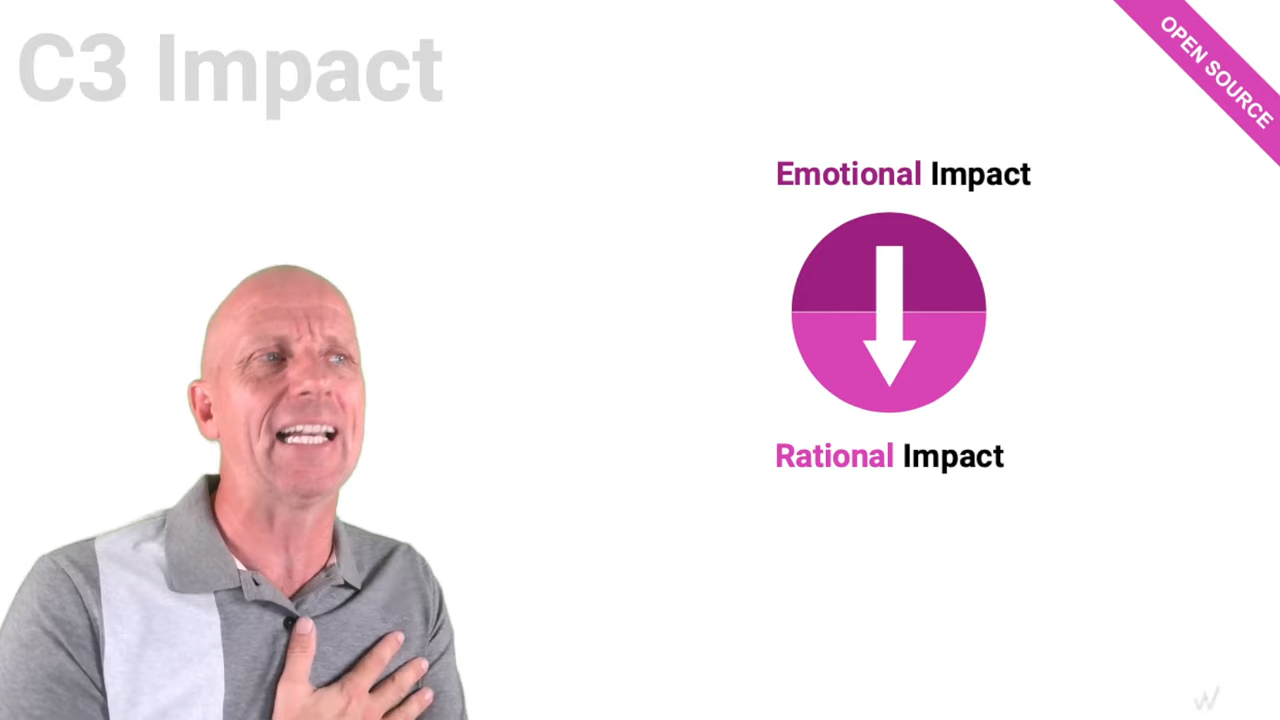 C3 Impact
OPEN SOURCE
Emotional Impact
Rational Impact